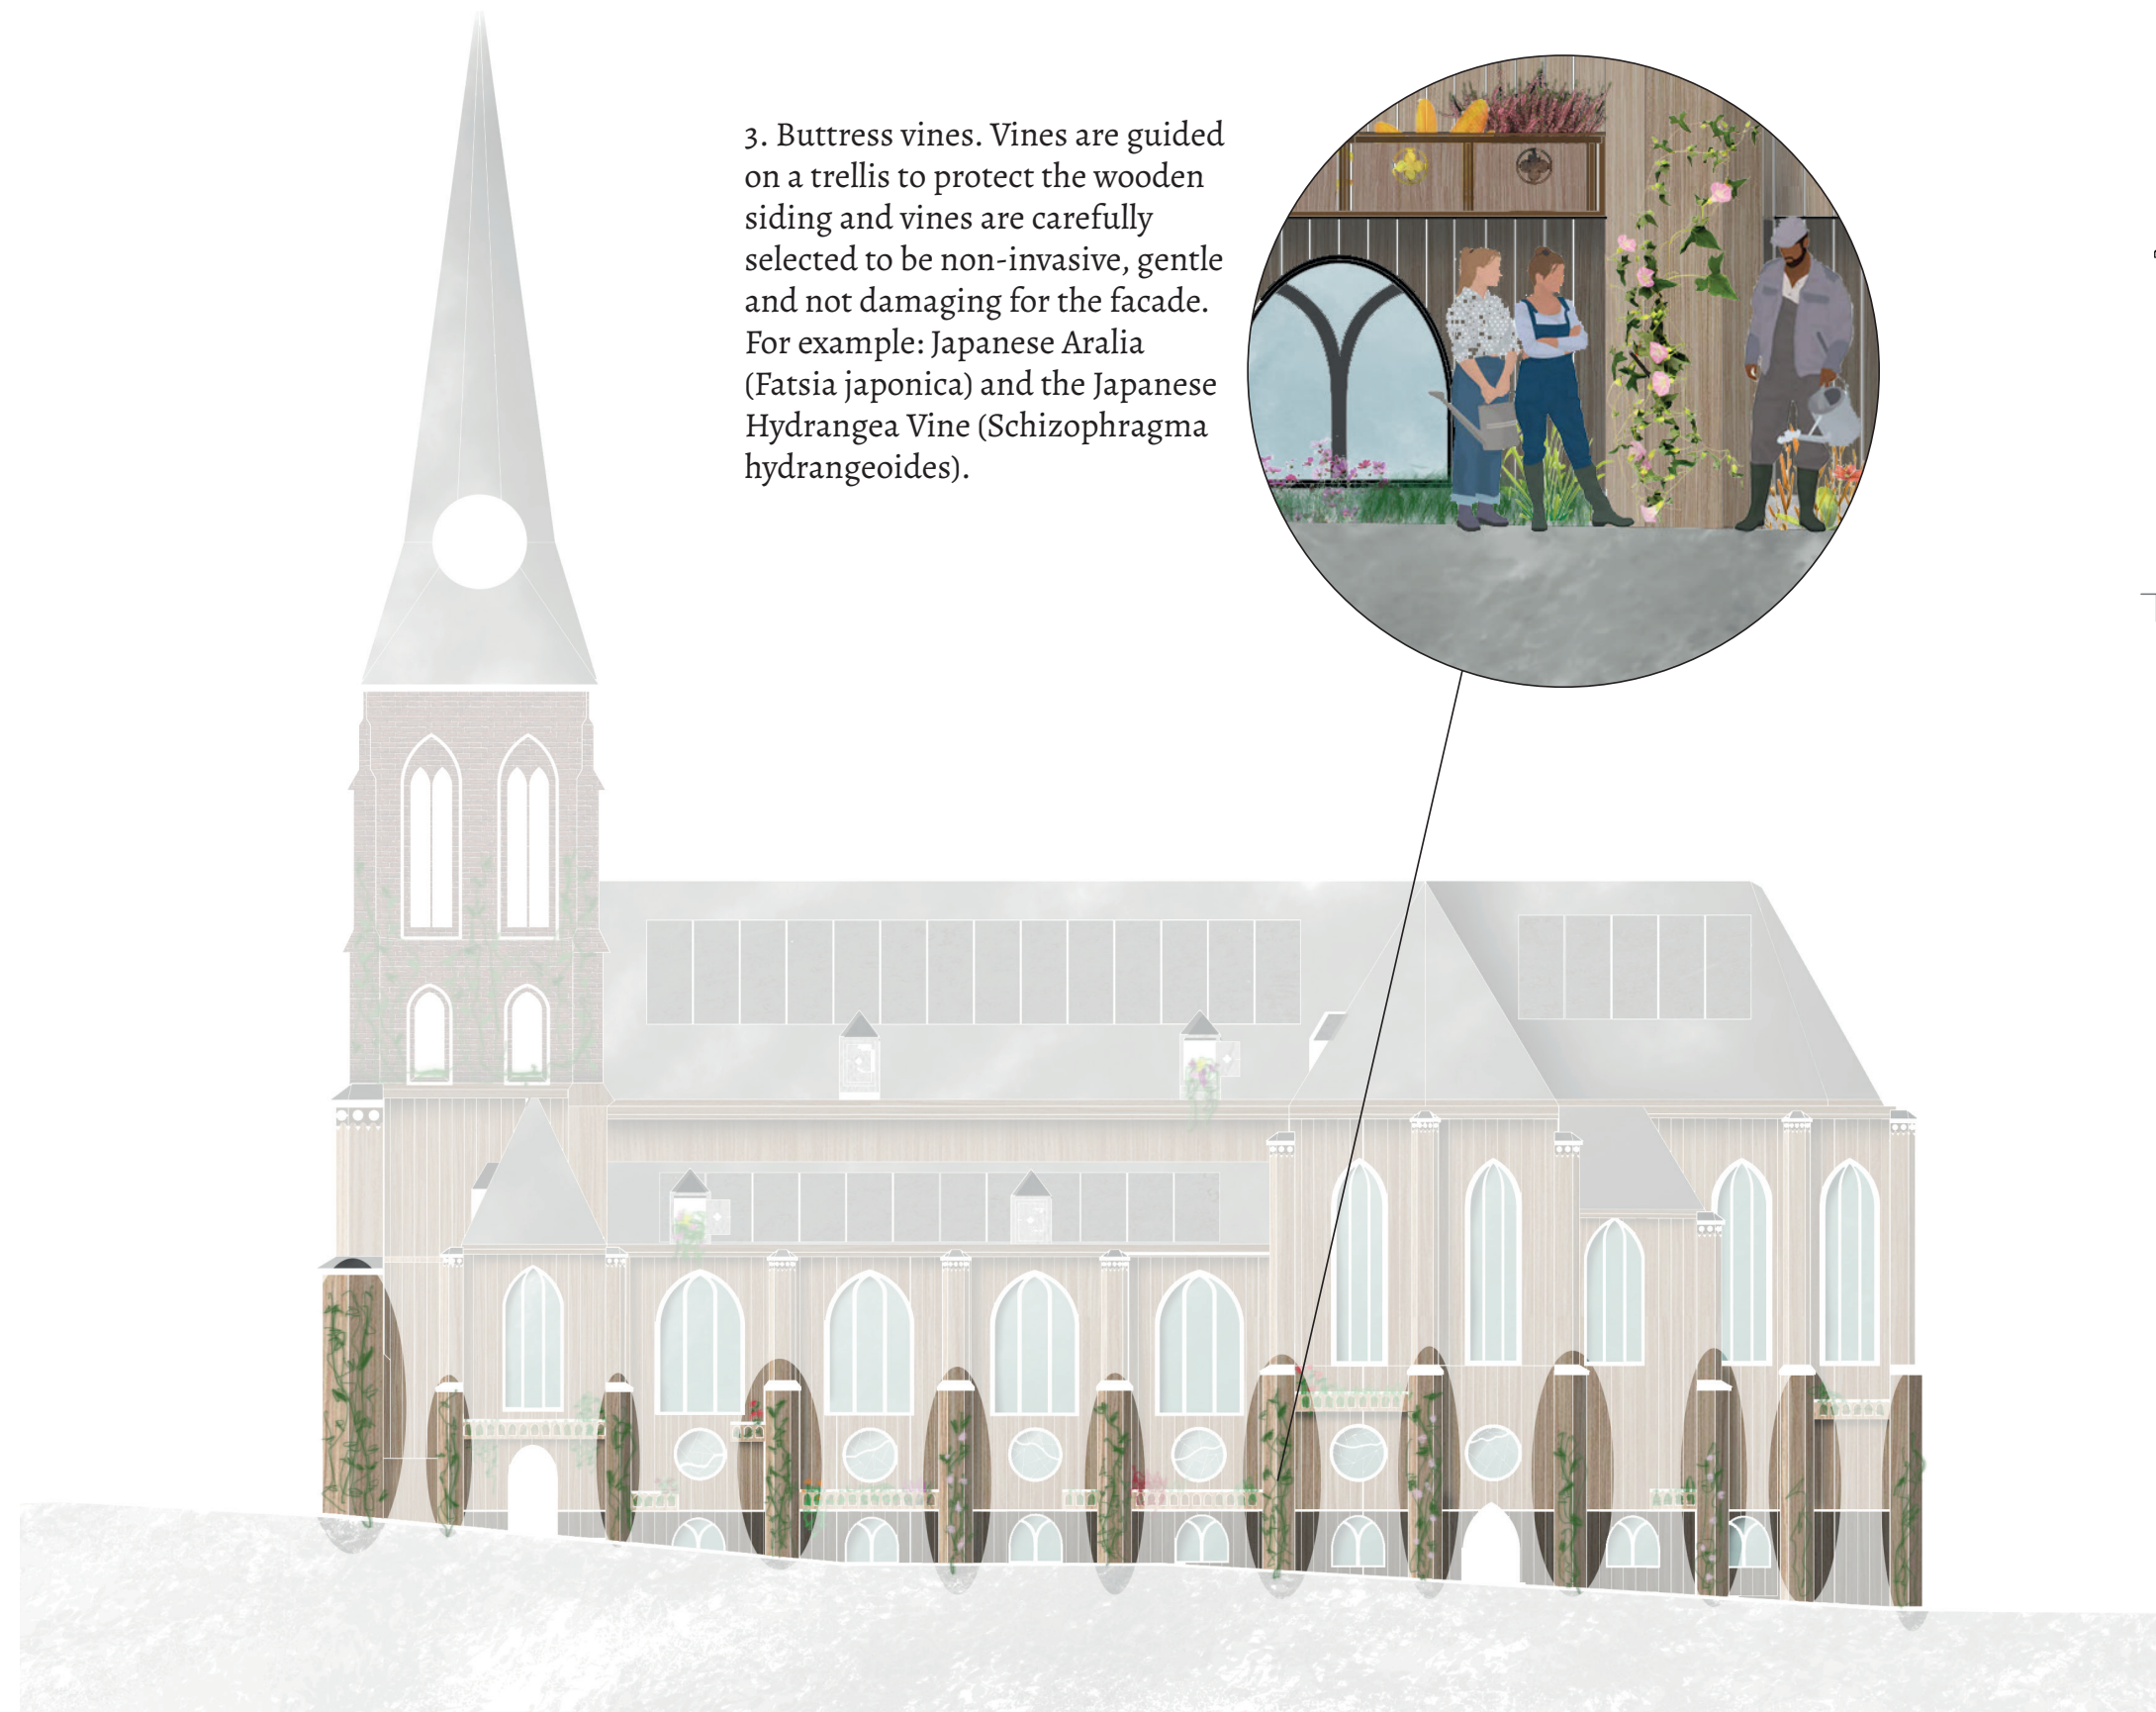 3. Buttress vines. Vines are guided
on a trellis to protect the wooden
siding and vines are carefully
selected to be non-invasive, gentle
and not damaging for the facade.
For example: Japanese Aralia
(Fatsia japonica) and the Japanese
Hydrangea Vine (Schizophragma
hydrangeoides).